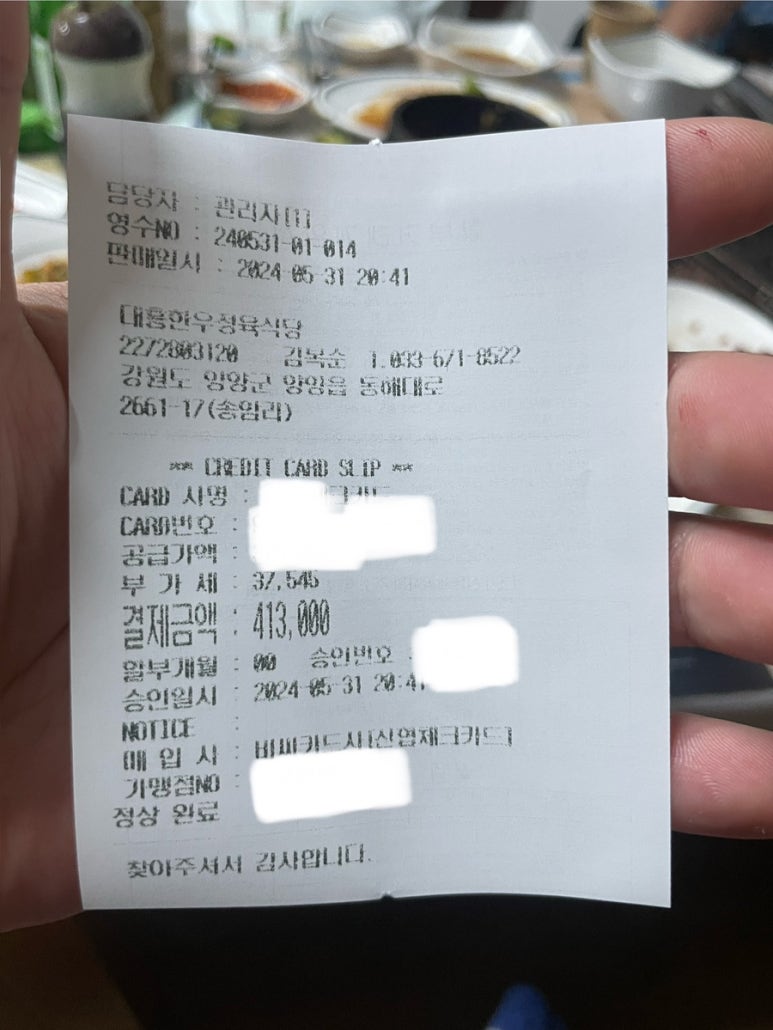 담당자 : 관리자[1]
영수NO : 240531-01-014
판매일시 : 2024-05-31 20:41
대흥한우정육식당
2272803120 김복순 1.033-671-8522
강원도 양양군 양양읍 동해대로
2661-17(송암리)
** CREDIT CARD SLIP **
CARD 사명 : 크카드
CARD번호 :
공급가액 :
부 가 세 : 37,545
결제금액 : 413,000
할부개월 : 00 승인번호 :
승인일시 : 2024-05-31 20:41
NOTICE :
매 입 사 : 비씨카드사[신협체크카드]
가맹점NO :
정상 완료
찾아주셔서 감사합니다.